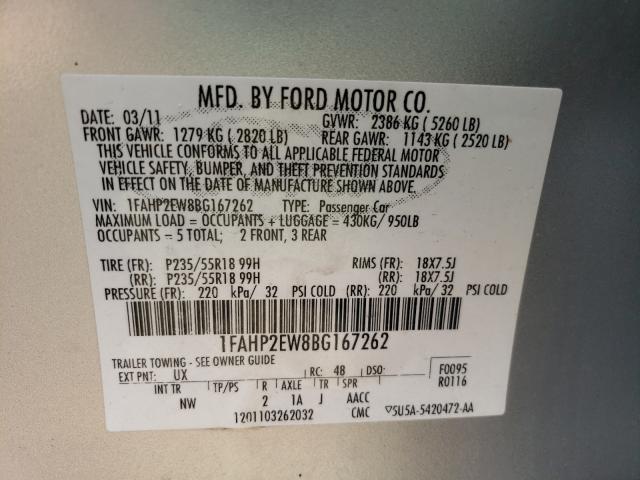 MFD. BY FORD MOTOR CO.
DATE: 03/11 GVWR: 2386 KG ( 5260 LB)
FRONT GAWR: 1279 KG ( 2820 LB) REAR GAWR: 1143 KG ( 2520 LB)
THIS VEHICLE CONFORMS TO ALL APPLICABLE FEDERAL MOTOR
VEHICLE SAFETY, BUMPER, AND THEFT PREVENTION STANDARDS
IN EFFECT ON THE DATE OF MANUFACTURE SHOWN ABOVE.
VIN: 1FAHP2EW8BG167262 TYPE: Passenger Car
MAXIMUM LOAD = OCCUPANTS + LUGGAGE = 430KG/ 950LB
OCCUPANTS = 5 TOTAL; 2 FRONT, 3 REAR
TIRE (FR): P235/55R18 99H RIMS (FR): 18X7.5J
(RR): P235/55R18 99H (RR): 18X7.5J
PRESSURE (FR): 220 kPa/ 32 PSI COLD (RR): 220 kPa/ 32 PSI COLD
1FAHP2EW8BG167262
TRAILER TOWING - SEE OWNER GUIDE
EXT PNT: UX RC: 48 DSO: F0095
R0116
INT TR TP/PS R AXLE TR SPR
NW 2 1A J AACC
1201103262032 CMC ▽5U5A-5420472-AA